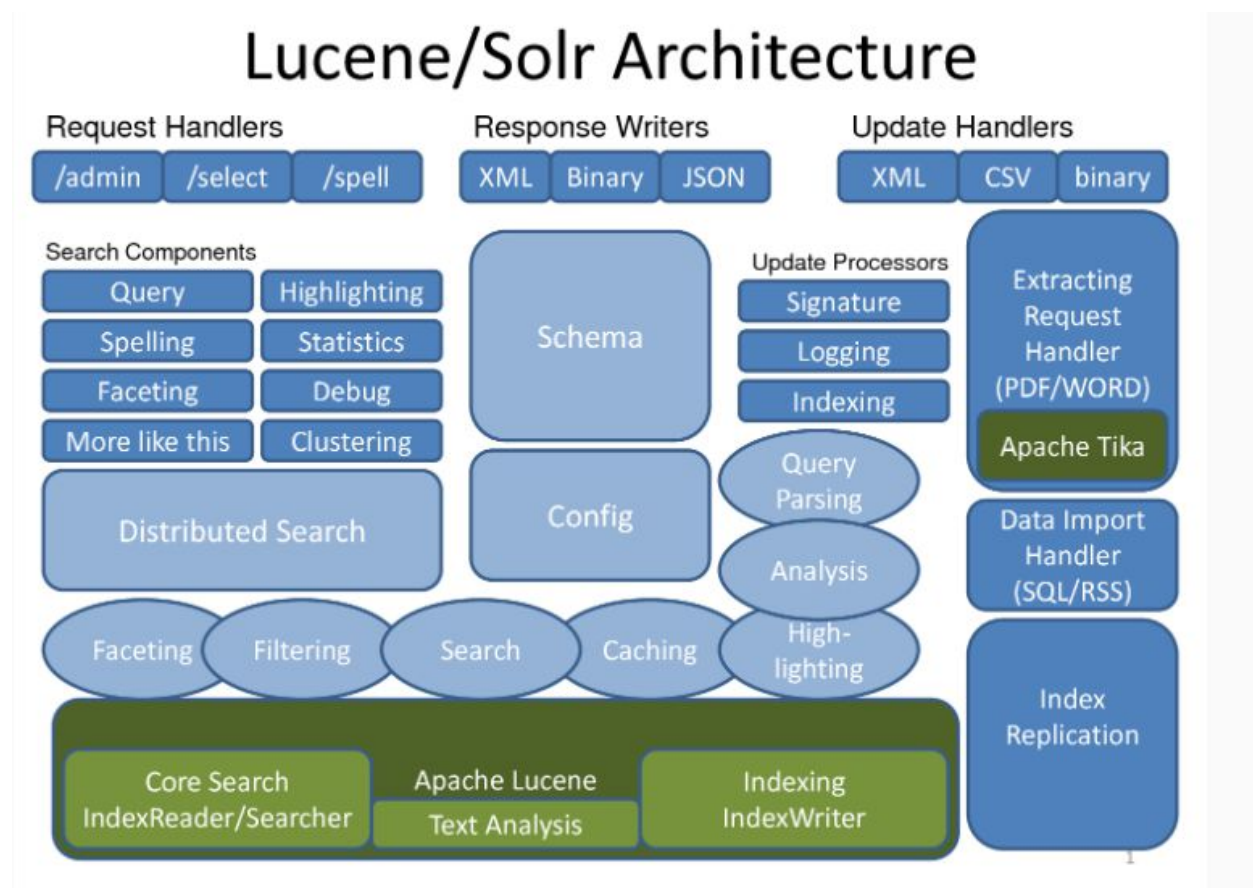 Lucene/Solr Architecture
Request Handlers
/admin
/select
/spell
Response Writers
XML
Binary
JSON
Update Handlers
XML
CSV
binary
Search Components
Query
Highlighting
Spelling
Statistics
Faceting
Debug
More like this
Clustering
Distributed Search
Schema
Config
Update Processors
Signature
Logging
Indexing
Query
Parsing
Analysis
High-
lighting
Extracting
Request
Handler
(PDF/WORD)
Apache Tika
Data Import
Handler
(SQL/RSS)
Index
Replication
Faceting
Filtering
Search
Caching
Core Search
IndexReader/Searcher
Apache Lucene
Text Analysis
Indexing
IndexWriter
1